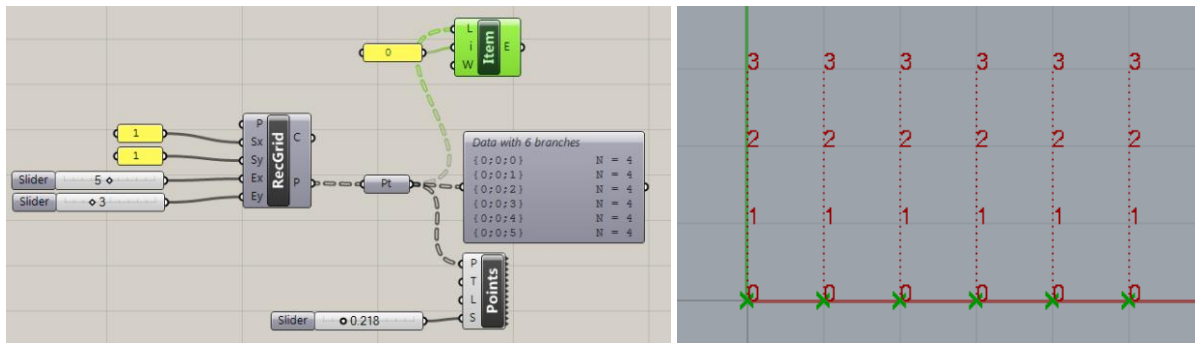 0
L
i
W
Item
E
1
1
Slider 5
Slider 3
P
Sx
Sy
Ex
Ey
RecGrid
C
P
Pt
Data with 6 branches
{0;0;0} N = 4
{0;0;1} N = 4
{0;0;2} N = 4
{0;0;3} N = 4
{0;0;4} N = 4
{0;0;5} N = 4
P
T
L
S
Points
Slider 0.218
3 3 3 3 3 3
2 2 2 2 2 2
1 1 1 1 1 1
0 0 0 0 0 0